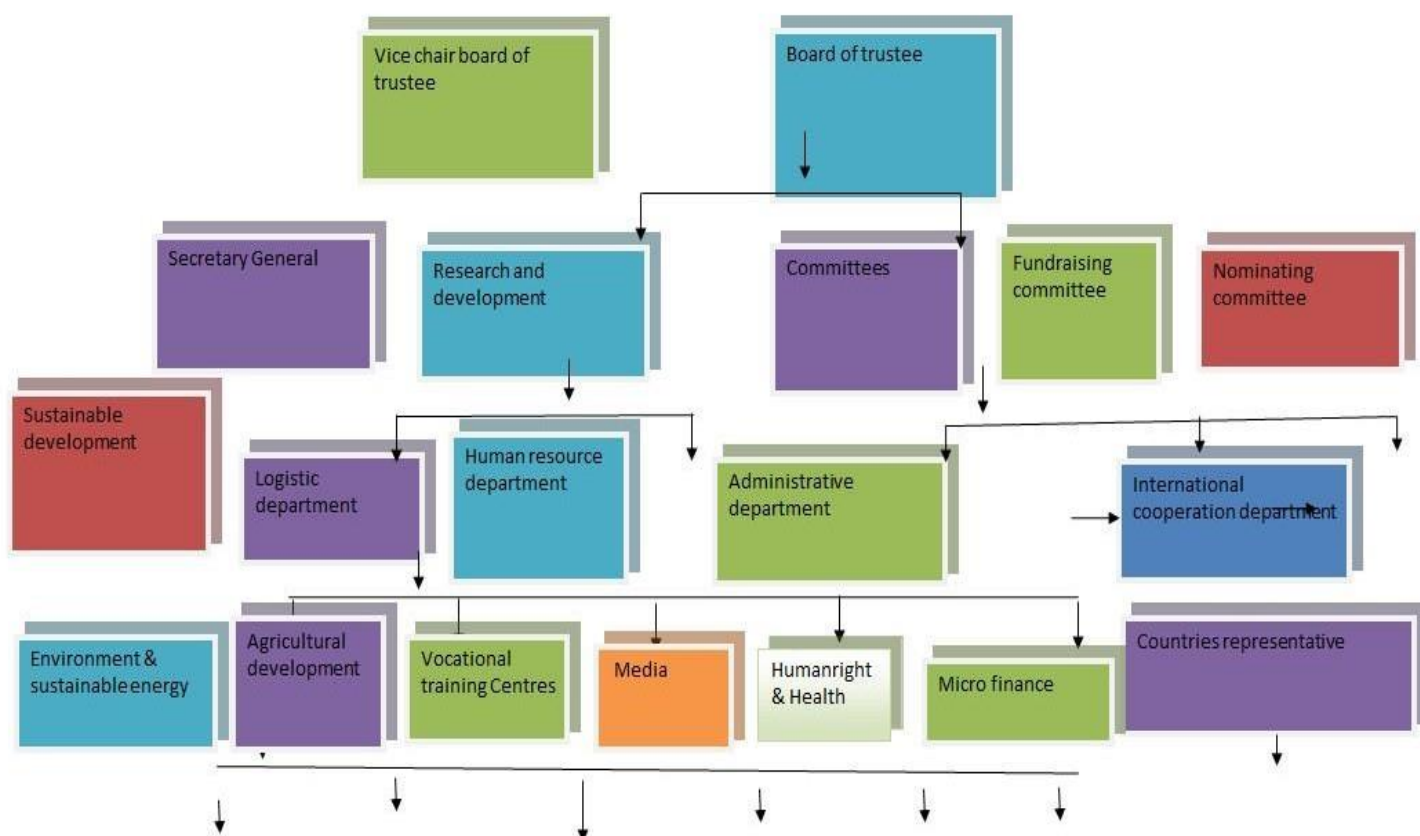 Vice chair board of
trustee
Board of trustee
Secretary General
Research and
development
Committees
Fundraising
committee
Nominating
committee
Sustainable
development
Logistic
department
Human resource
department
Administrative
department
International
cooperation department
Environment &
sustainable energy
Agricultural
development
Vocational
training Centres
Media
Humanright
& Health
Micro finance
Countries representative